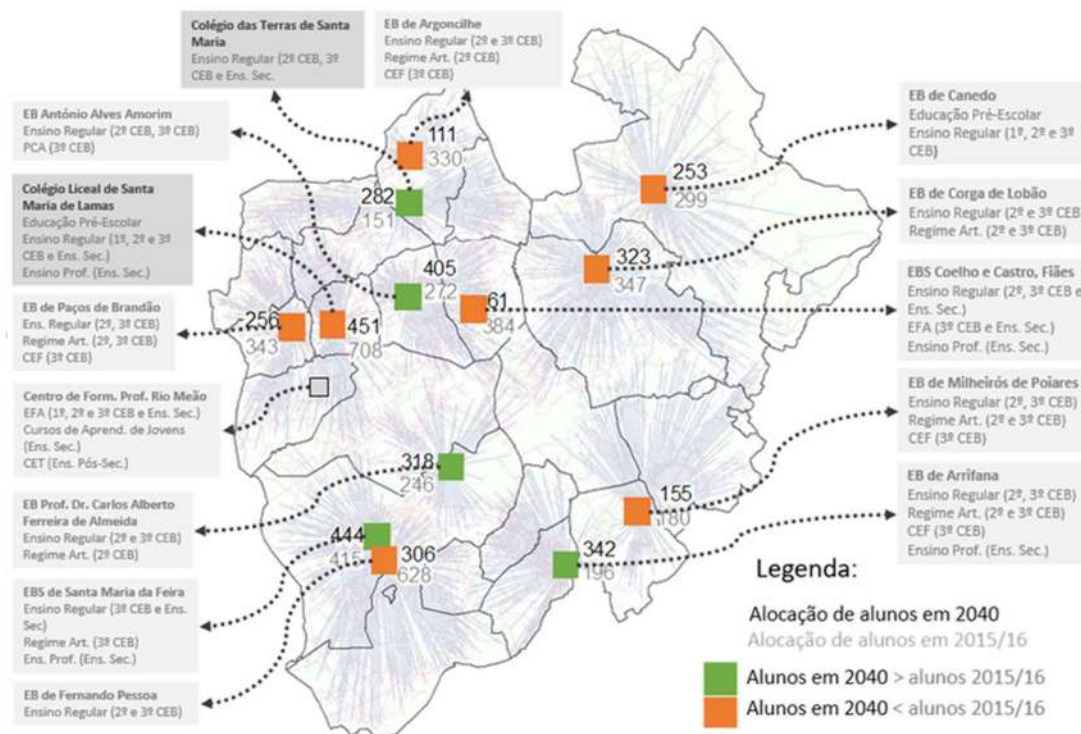 Colégio das Terras de Santa
Maria
Ensino Regular (2º CEB, 3º
CEB e Ens. Sec.
EB de Argoncilhe
Ensino Regular (2º e 3º CEB)
Regime Art. (2º CEB)
CEF (3º CEB)
EB António Alves Amorim
Ensino Regular (2º CEB, 3º CEB)
PCA (3º CEB)
Colégio Liceal de Santa
Maria de Lamas
Educação Pré-Escolar
Ensino Regular (1º, 2º e 3º
CEB e Ens. Sec.)
Ensino Prof. (Ens. Sec.)
EB de Paços de Brandão
Ens. Regular (2º, 3º CEB)
Regime Art. (2º, 3º CEB)
CEF (3º CEB)
Centro de Form. Prof. Rio Meão
EFA (1º, 2º e 3º CEB e Ens. Sec.)
Cursos de Aprend. de Jovens
(Ens. Sec.)
CET (Ens. Pós-Sec.)
EB Prof. Dr. Carlos Alberto
Ferreira de Almeida
Ensino Regular (2º e 3º CEB)
Regime Art. (2º CEB)
EBS de Santa Maria da Feira
Ensino Regular (3º CEB e Ens.
Sec)
Regime Art. (3º CEB)
Ens. Prof. (Ens. Sec.)
EB de Fernando Pessoa
Ensino Regular (2º e 3º CEB)
111
330
282
151
253
299
323
347
405
272
61
384
256
343
451
708
318
246
444
415
306
628
155
180
342
196
EB de Canedo
Educação Pré-Escolar
Ensino Regular (1º, 2º e 3º
CEB)
EB de Corga de Lobão
Ensino Regular (2º e 3º CEB)
Regime Art. (2º e 3º CEB)
EBS Coelho e Castro, Fiães
Ensino Regular (2º, 3º CEB e
Ens. Sec.)
EFA (3º CEB e Ens. Sec.)
Ensino Prof. (Ens. Sec.)
EB de Milheirós de Poiares
Ensino Regular (2º, 3º CEB)
Regime Art. (2º e 3º CEB)
CEF (3º CEB)
EB de Arrifana
Ensino Regular (2º, 3º CEB)
Regime Art. (2º e 3º CEB)
CEF (3º CEB)
Ensino Prof. (Ens. Sec.)
Legenda:
Alocação de alunos em 2040
Alocação de alunos em 2015/16
Alunos em 2040 > alunos 2015/16
Alunos em 2040 < alunos 2015/16